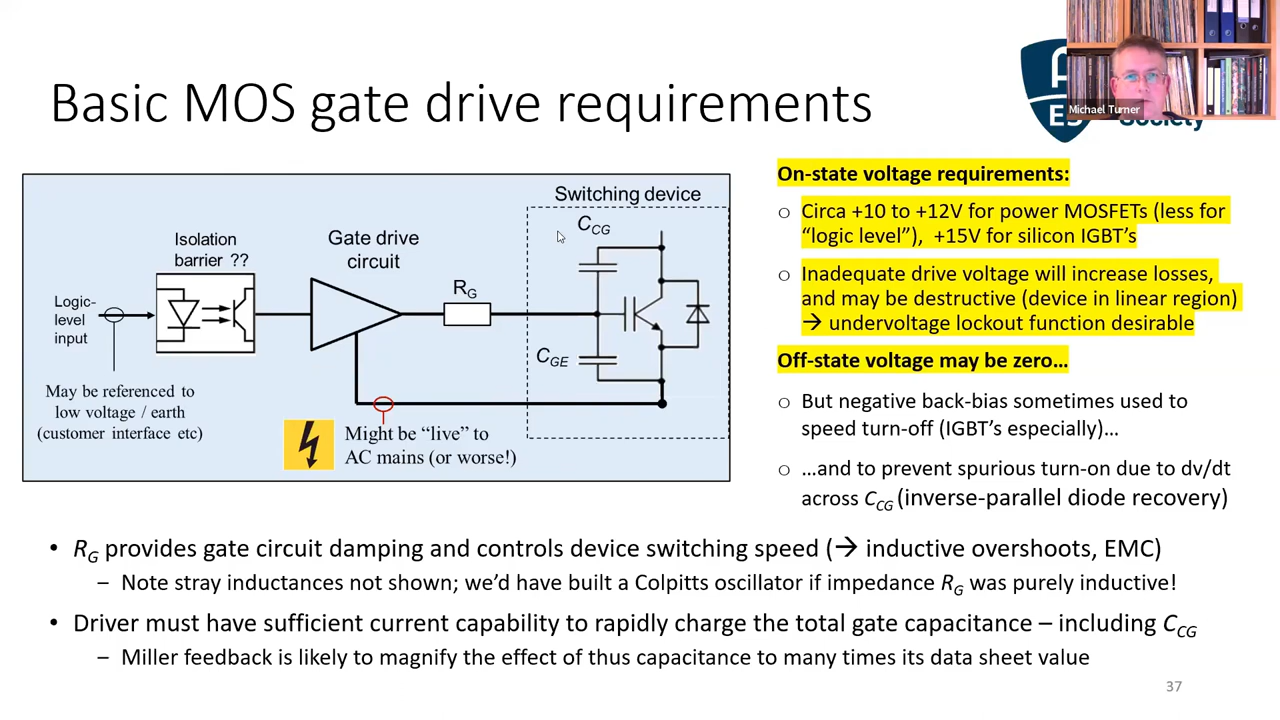 Basic MOS gate drive requirements
Michael Turner
ES
Society
Switching device
C_CG
Isolation
barrier ??
Gate drive
circuit
R_G
Logic-
level
input
C_GE
May be referenced to
low voltage / earth
(customer interface etc)
Might be “live” to
AC mains (or worse!)
On-state voltage requirements:
o Circa +10 to +12V for power MOSFETs (less for
“logic level”), +15V for silicon IGBT’s
o Inadequate drive voltage will increase losses,
and may be destructive (device in linear region)
→ undervoltage lockout function desirable
Off-state voltage may be zero…
o But negative back-bias sometimes used to
speed turn-off (IGBT’s especially)…
o …and to prevent spurious turn-on due to dv/dt
across C_CG (inverse-parallel diode recovery)
• R_G provides gate circuit damping and controls device switching speed (→ inductive overshoots, EMC)
– Note stray inductances not shown; we’d have built a Colpitts oscillator if impedance R_G was purely inductive!
• Driver must have sufficient current capability to rapidly charge the total gate capacitance – including C_CG
– Miller feedback is likely to magnify the effect of thus capacitance to many times its data sheet value
37